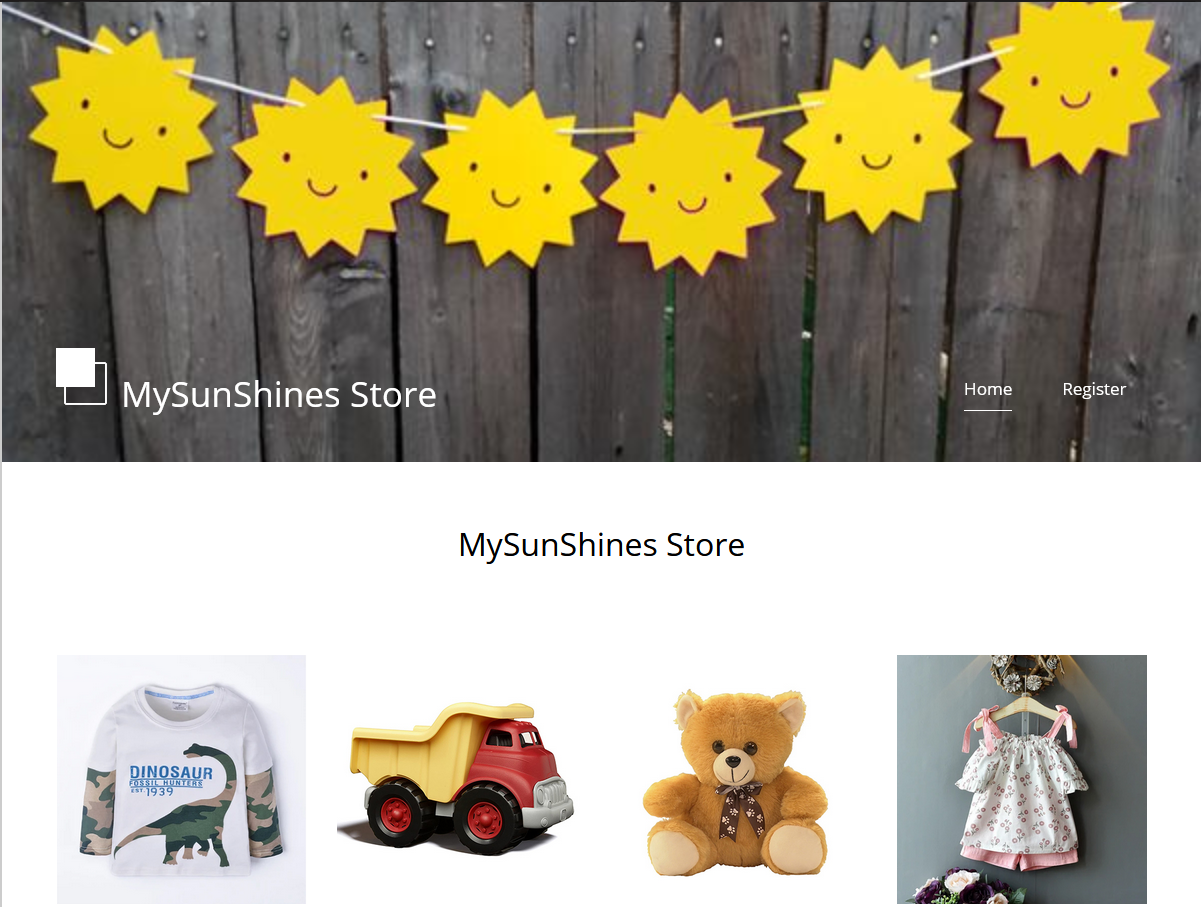 MySunShines Store
Home
Register
MySunShines Store
DINOSAUR
FOSSIL HUNTERS
EST. 1939